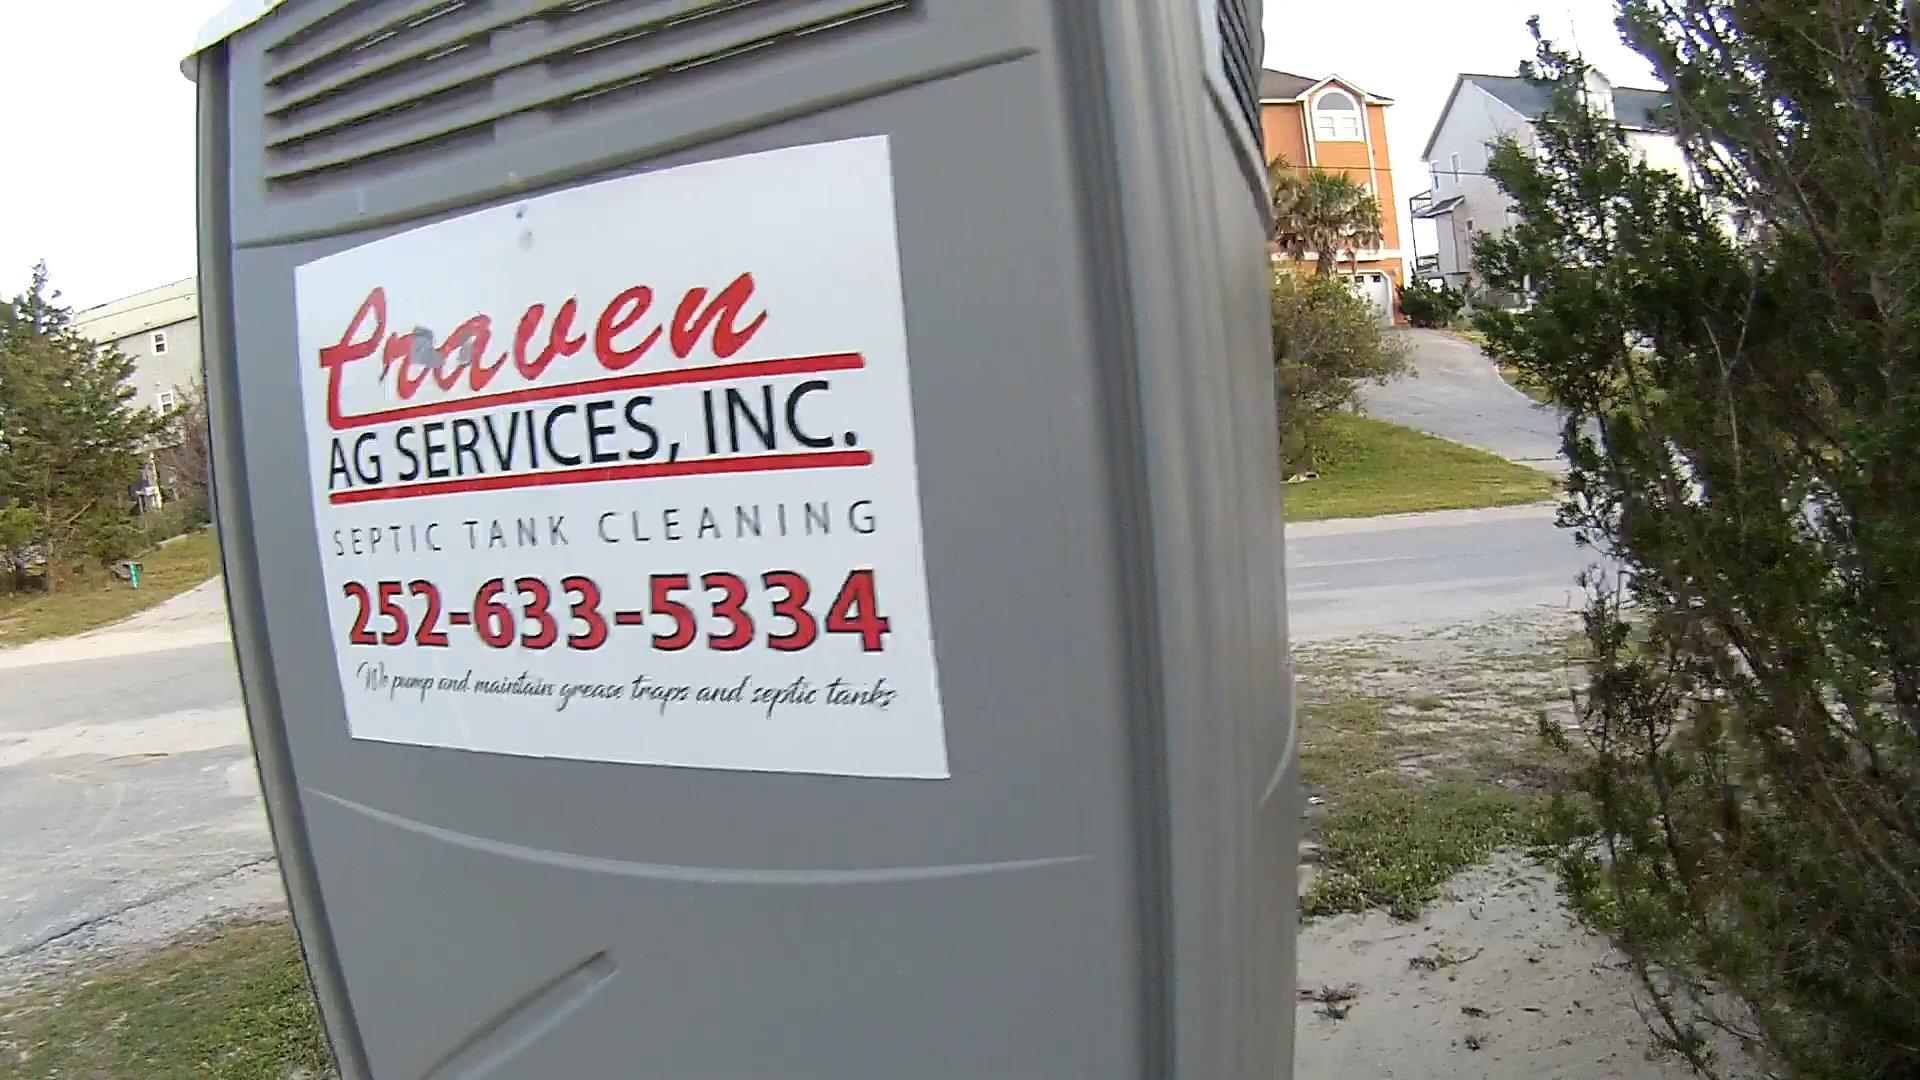 Craven
AG SERVICES, INC.
SEPTIC TANK CLEANING
252-633-5334
We pump and maintain grease traps and septic tanks